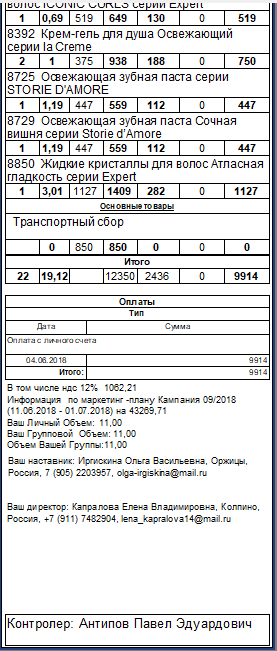 волос ICONIC CURLS серии Expert
1 0,69 519 649 130 0 519
8392 Крем-гель для душа Освежающий
серии la Creme
2 1 375 938 188 0 750
8725 Освежающая зубная паста серии
STORIE D'AMORE
1 1,19 447 559 112 0 447
8729 Освежающая зубная паста Сочная
вишня серии Storie d’Amore
1 1,19 447 559 112 0 447
8850 Жидкие кристаллы для волос Атласная
гладкость серии Expert
1 3,01 1127 1409 282 0 1127
Основные товары
Транспортный сбор
0 850 850 0 0 0
Итого
22 19,12 12350 2436 0 9914
Оплаты
Тип
Дата Сумма
Оплата с личного счета
04.06.2018 9914
Итого: 9914
В том числе ндс 12% 1062,21
Информация по маркетинг -плану Кампания 09/2018
(11.06.2018 - 01.07.2018) на 43269,71
Ваш Личный Объем: 11,00
Ваш Групповой Объем: 11,00
Объем Вашей Группы:11,00
Ваш наставник: Иргискина Ольга Васильевна, Оржицы,
Россия, 7 (905) 2203957, olga-irgiskina@mail.ru
Ваш директор: Капралова Елена Владимировна, Колпино,
Россия, +7 (911) 7482904, lena_kapralova14@mail.ru
Контролер: Антипов Павел Эдуардович